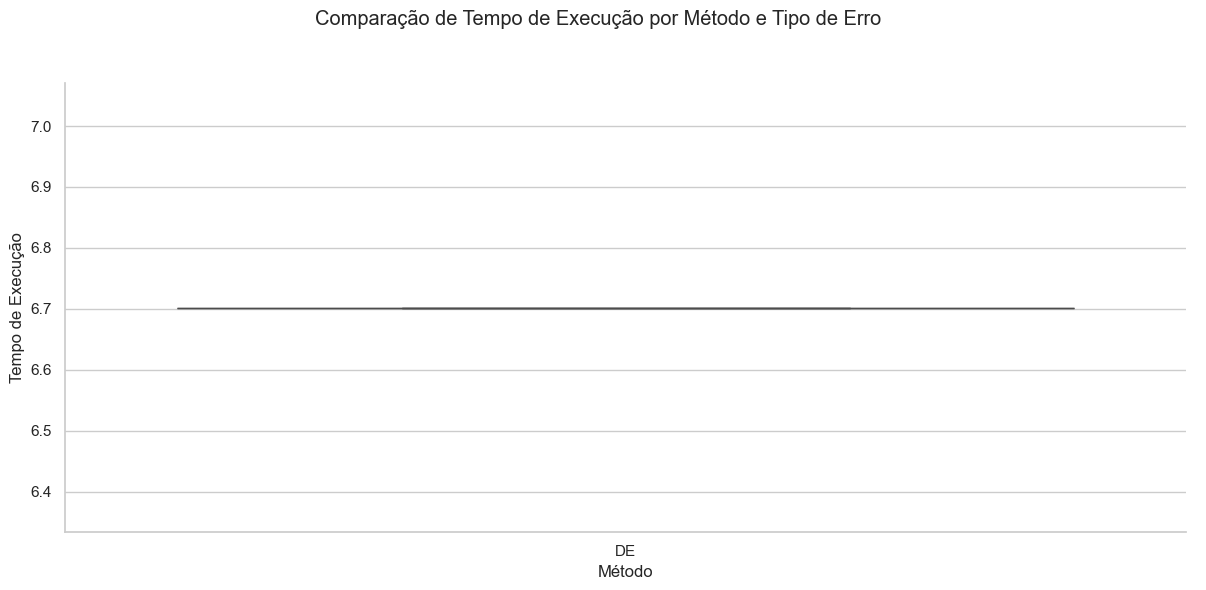 Comparação de Tempo de Execução por Método e Tipo de Erro
7.0
6.9
6.8
6.7
6.6
6.5
6.4
Tempo de Execução
DE
Método